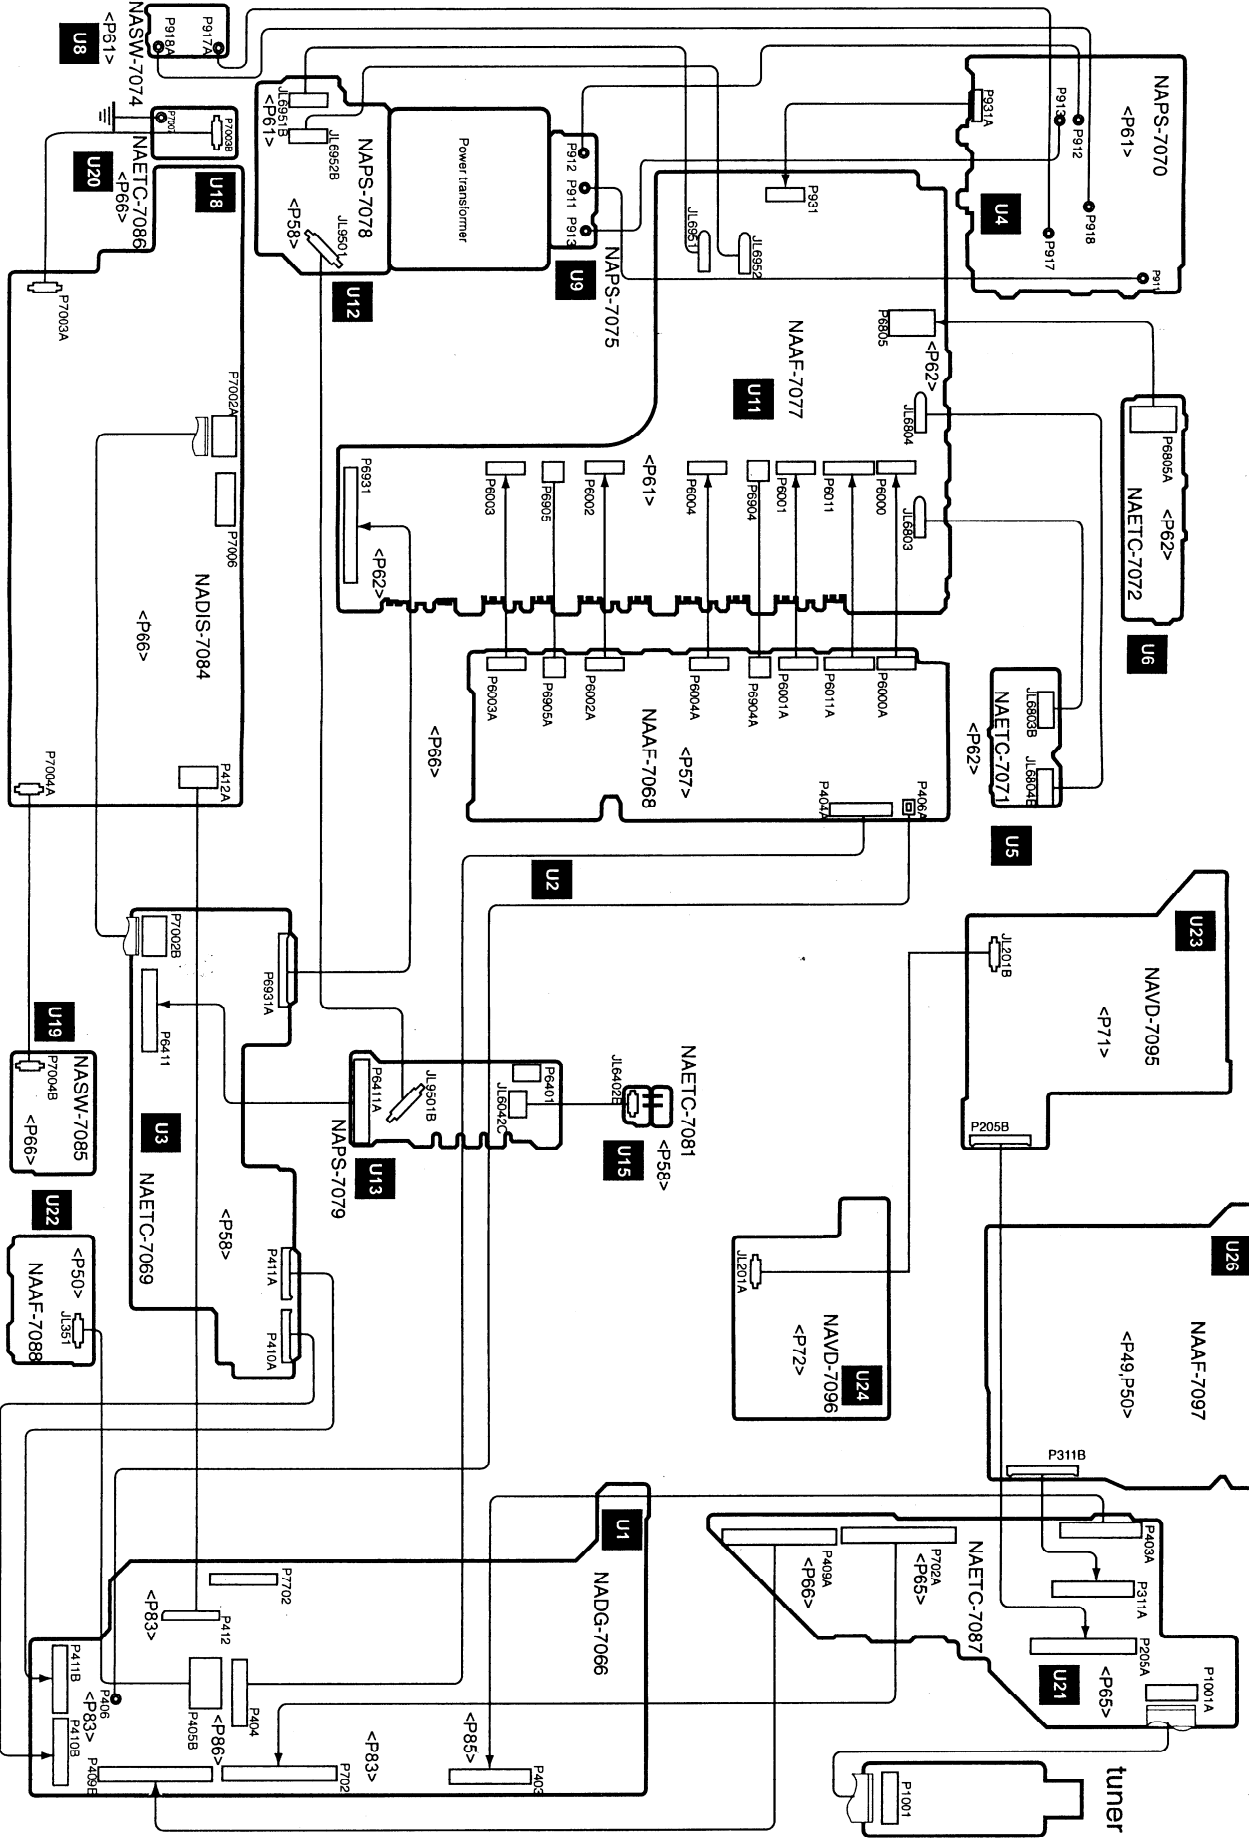 U8
<P61>
NASW-7074
P918A
P917A
P7002
P7003B
U20
NAETC-7086
<P66>
U18
P7003A
P7002A
P7006
NADIS-7084
<P66>
P412A
P7004A
JL6951B
<P61>
JL6952B
NAPS-7078
<P58>
JL9501
U12
Power transformer
P912
P911
P913
U9
NAPS-7075
NAPS-7070
<P61>
P931A
P913
P912
U4
P918
P917
P911
P931
JL6951
JL6952
P6805
<P62>
NAAF-7077
U11
JL6804
JL6803
<P61>
P6931
<P62>
P6003
P6905
P6002
P6004
P6904
P6001
P6011
P6000
P6805A
<P62>
NAETC-7072
U6
P6003A
P6905A
P6002A
P6004A
P6904A
P6001A
P6011A
P6000A
<P66>
NAAF-7068
<P57>
P404A
P406A
U2
JL6803B
JL6804B
NAETC-7071
<P62>
U5
U23
JL201B
NAVD-7095
<P71>
P205B
P7002B
P6931A
P6411
U3
NAETC-7069
<P58>
P411A
P410A
U19
NASW-7085
P7004B
<P66>
U22
<P50>
NAAF-7088
JL351
P6411A
JL9501B
P6401
JL6042C
NAPS-7079
U13
JL6402B
NAETC-7081
<P58>
U15
JL201A
NAVD-7096
<P72>
U24
U26
NAAF-7097
<P49,P50>
P311B
U1
NADG-7066
P7702
P412
<P83>
P411B
P406
<P83>
P410B
P405B
P404
<P86>
P409B
P702
<P83>
<P85>
P403
P409A
<P66>
P702A
<P65>
NAETC-7087
P403A
P311A
P205A
U21
<P65>
P1001A
tuner
P1001